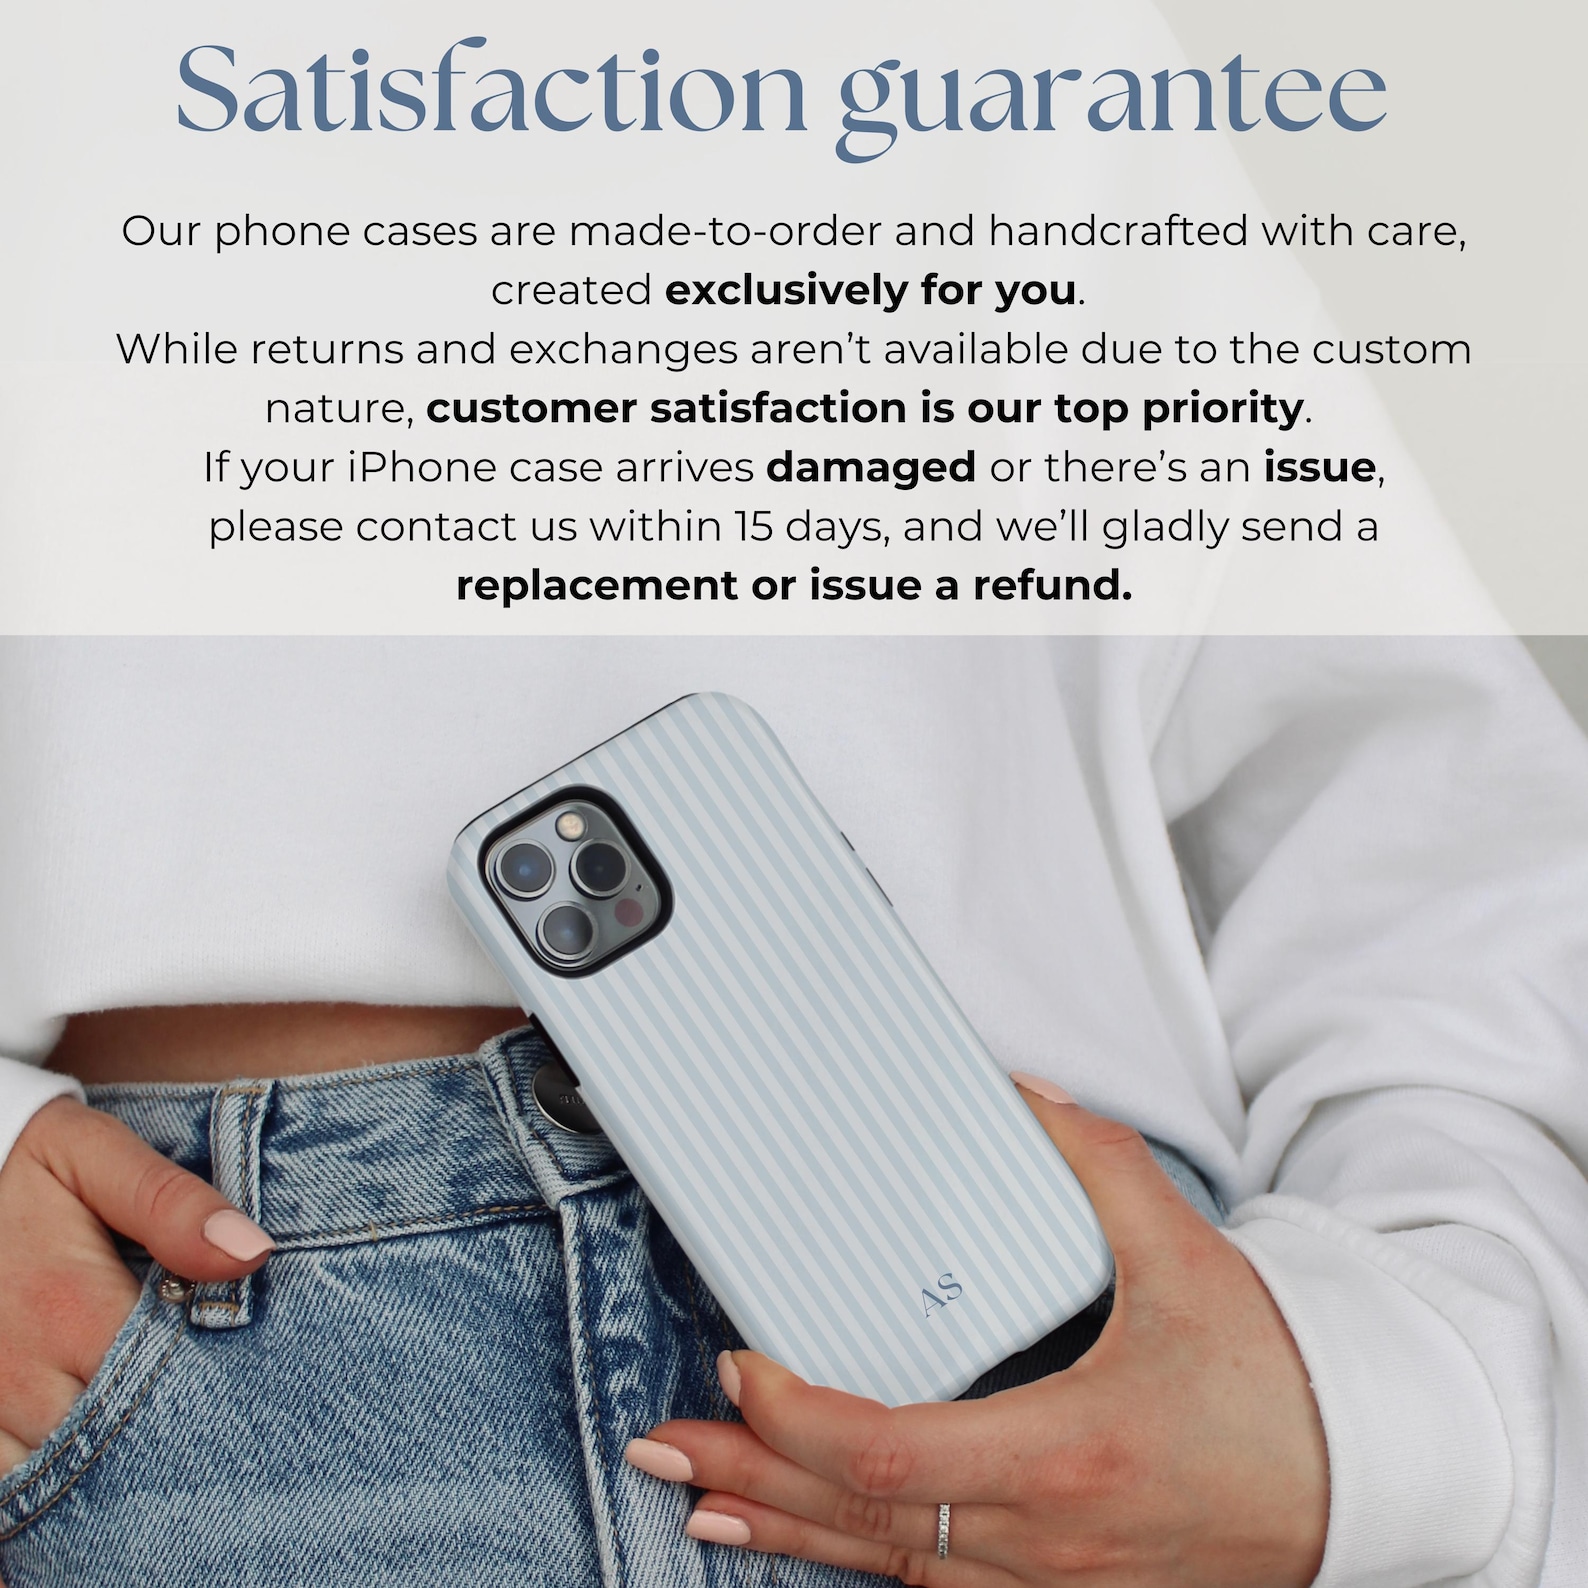 Satisfaction guarantee
Our phone cases are made-to-order and handcrafted with care,
created exclusively for you.
While returns and exchanges aren’t available due to the custom
nature, customer satisfaction is our top priority.
If your iPhone case arrives damaged or there’s an issue,
please contact us within 15 days, and we’ll gladly send a
replacement or issue a refund.
AS